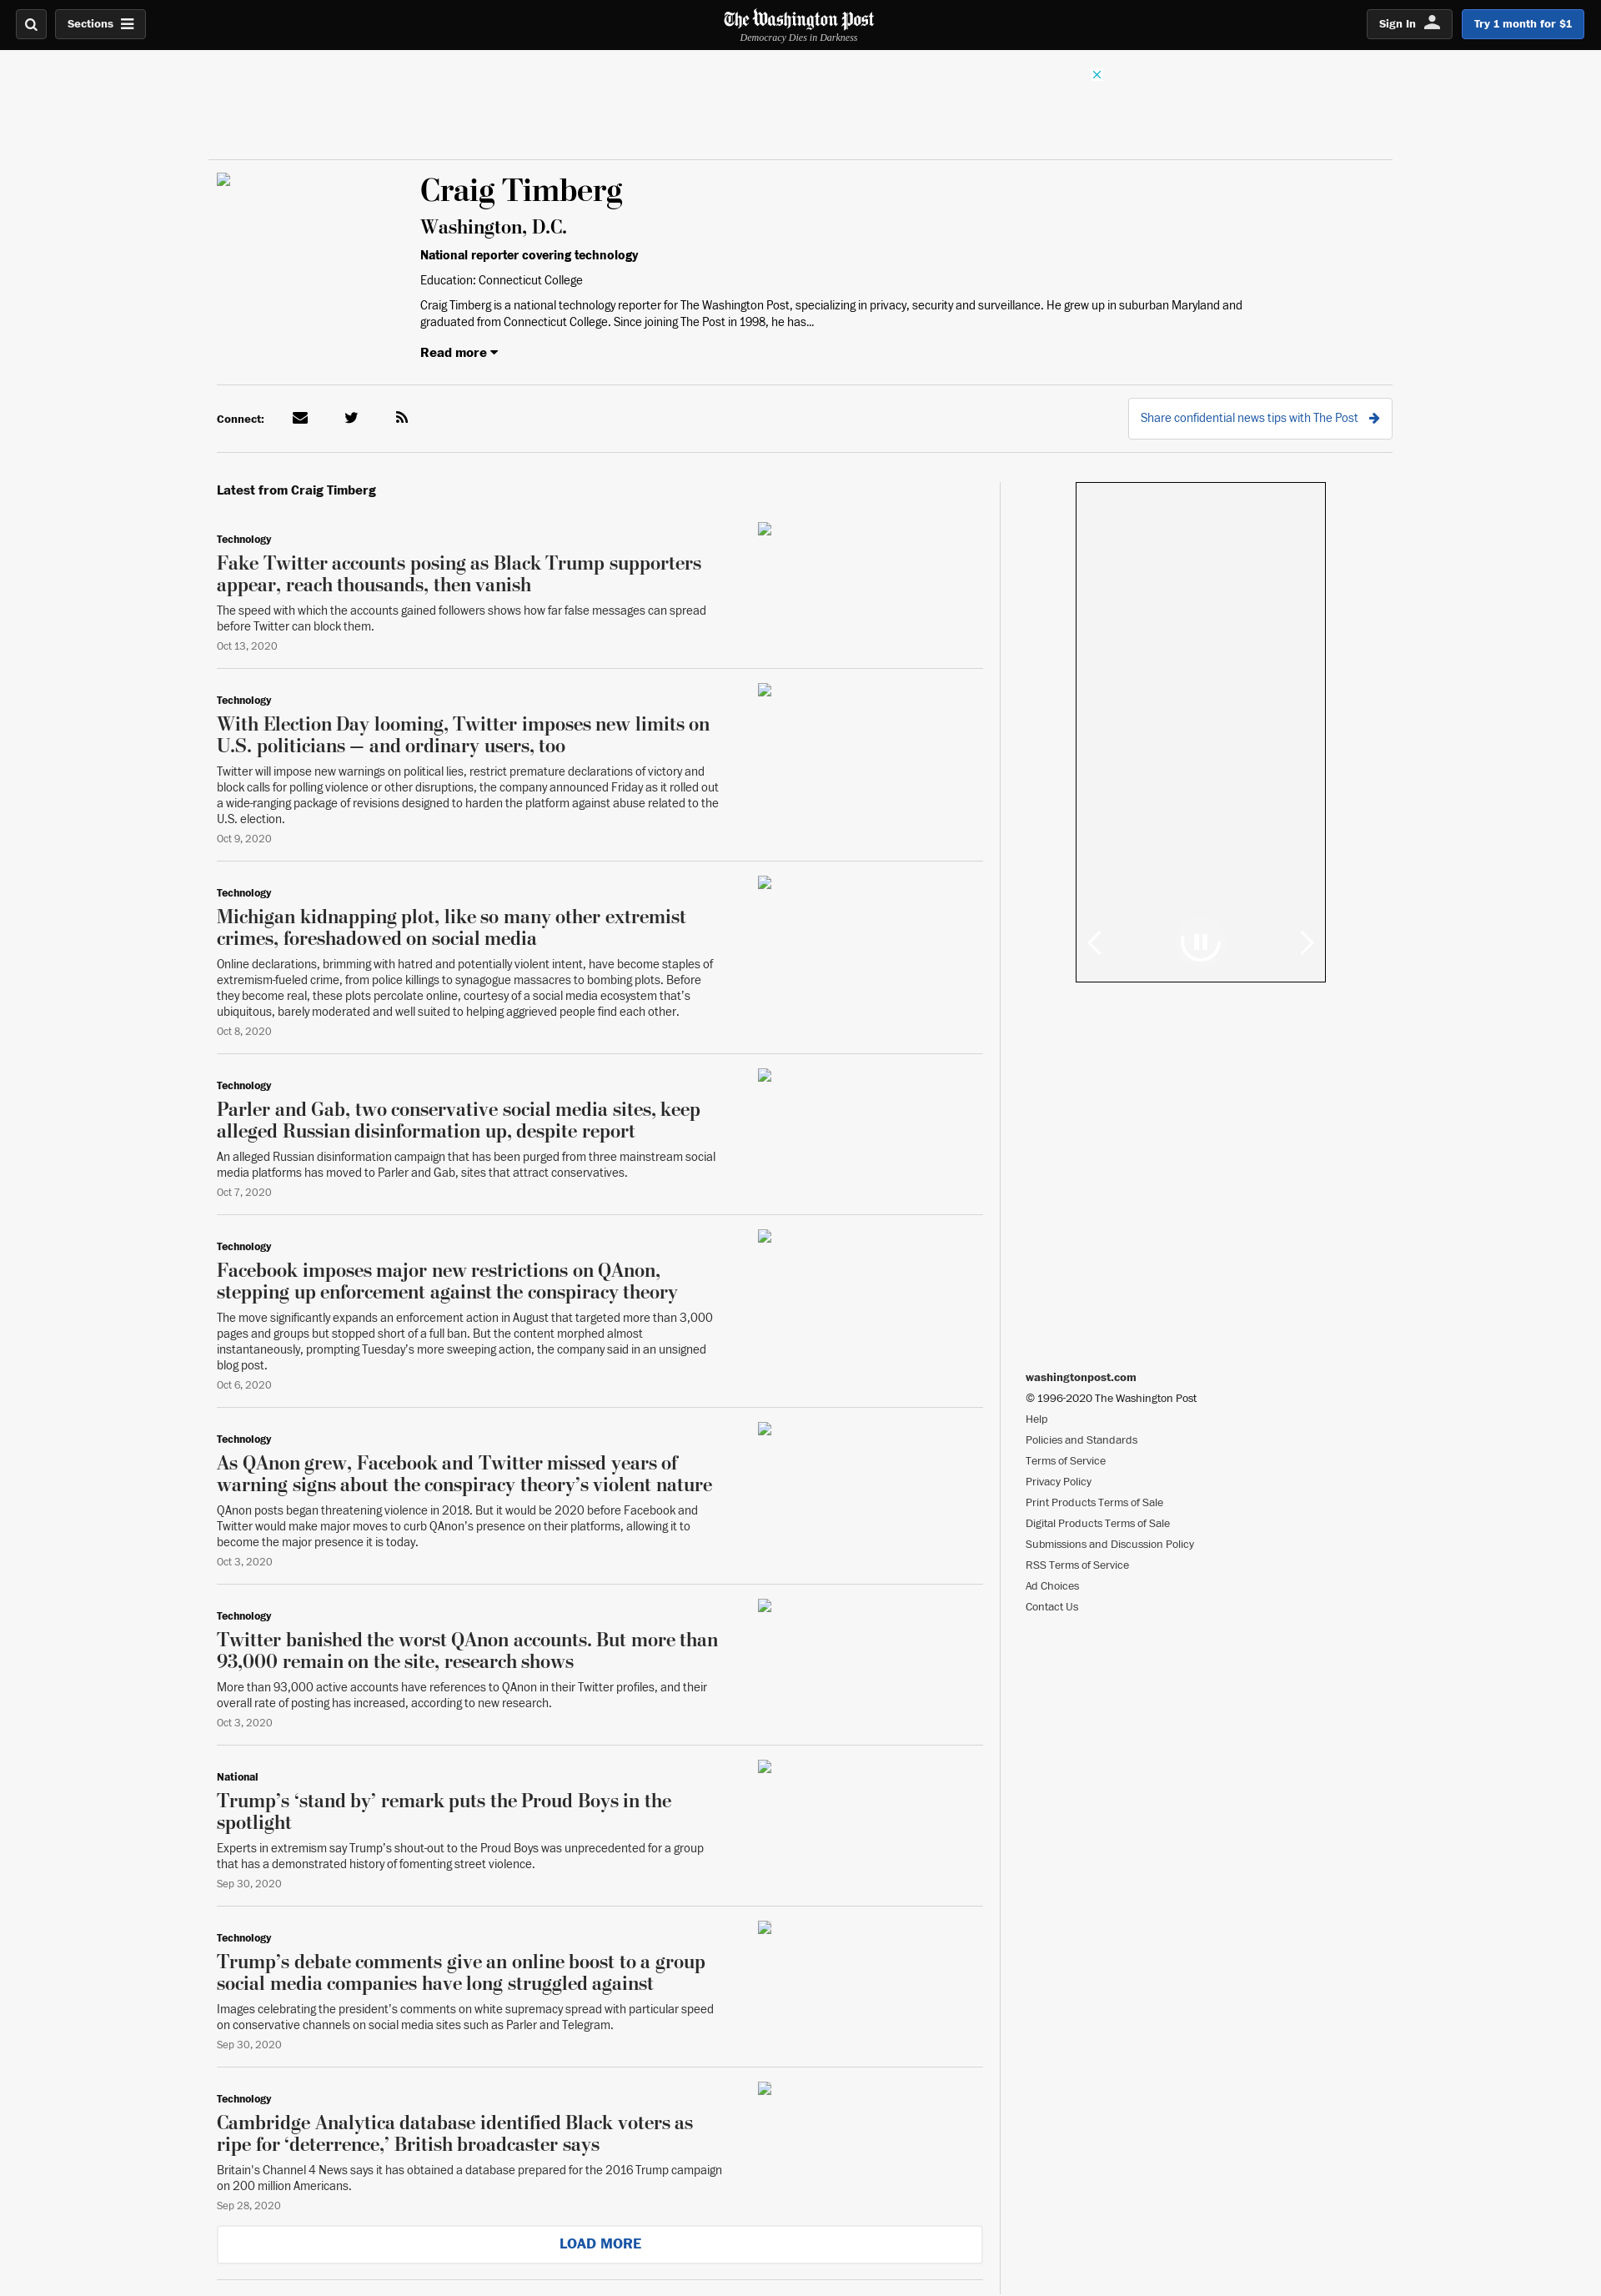 Sections
The Washington Post
Democracy Dies in Darkness
Sign In
Try 1 month for $1
Craig Timberg
Washington, D.C.
National reporter covering technology
Education: Connecticut College
Craig Timberg is a national technology reporter for The Washington Post, specializing in privacy, security and surveillance. He grew up in suburban Maryland and
graduated from Connecticut College. Since joining The Post in 1998, he has...
Read more
Connect:
Share confidential news tips with The Post
Latest from Craig Timberg
Technology
Fake Twitter accounts posing as Black Trump supporters
appear, reach thousands, then vanish
The speed with which the accounts gained followers shows how far false messages can spread
before Twitter can block them.
Oct 13, 2020
Technology
With Election Day looming, Twitter imposes new limits on
U.S. politicians — and ordinary users, too
Twitter will impose new warnings on political lies, restrict premature declarations of victory and
block calls for polling violence or other disruptions, the company announced Friday as it rolled out
a wide-ranging package of revisions designed to harden the platform against abuse related to the
U.S. election.
Oct 9, 2020
Technology
Michigan kidnapping plot, like so many other extremist
crimes, foreshadowed on social media
Online declarations, brimming with hatred and potentially violent intent, have become staples of
extremism-fueled crime, from police killings to synagogue massacres to bombing plots. Before
they become real, these plots percolate online, courtesy of a social media ecosystem that’s
ubiquitous, barely moderated and well suited to helping aggrieved people find each other.
Oct 8, 2020
Technology
Parler and Gab, two conservative social media sites, keep
alleged Russian disinformation up, despite report
An alleged Russian disinformation campaign that has been purged from three mainstream social
media platforms has moved to Parler and Gab, sites that attract conservatives.
Oct 7, 2020
Technology
Facebook imposes major new restrictions on QAnon,
stepping up enforcement against the conspiracy theory
The move significantly expands an enforcement action in August that targeted more than 3,000
pages and groups but stopped short of a full ban. But the content morphed almost
instantaneously, prompting Tuesday’s more sweeping action, the company said in an unsigned
blog post.
Oct 6, 2020
Technology
As QAnon grew, Facebook and Twitter missed years of
warning signs about the conspiracy theory’s violent nature
QAnon posts began threatening violence in 2018. But it would be 2020 before Facebook and
Twitter would make major moves to curb QAnon’s presence on their platforms, allowing it to
become the major presence it is today.
Oct 3, 2020
Technology
Twitter banished the worst QAnon accounts. But more than
93,000 remain on the site, research shows
More than 93,000 active accounts have references to QAnon in their Twitter profiles, and their
overall rate of posting has increased, according to new research.
Oct 3, 2020
National
Trump’s ‘stand by’ remark puts the Proud Boys in the
spotlight
Experts in extremism say Trump’s shout-out to the Proud Boys was unprecedented for a group
that has a demonstrated history of fomenting street violence.
Sep 30, 2020
Technology
Trump’s debate comments give an online boost to a group
social media companies have long struggled against
Images celebrating the president’s comments on white supremacy spread with particular speed
on conservative channels on social media sites such as Parler and Telegram.
Sep 30, 2020
Technology
Cambridge Analytica database identified Black voters as
ripe for ‘deterrence,’ British broadcaster says
Britain's Channel 4 News says it has obtained a database prepared for the 2016 Trump campaign
on 200 million Americans.
Sep 28, 2020
LOAD MORE
washingtonpost.com
© 1996-2020 The Washington Post
Help
Policies and Standards
Terms of Service
Privacy Policy
Print Products Terms of Sale
Digital Products Terms of Sale
Submissions and Discussion Policy
RSS Terms of Service
Ad Choices
Contact Us